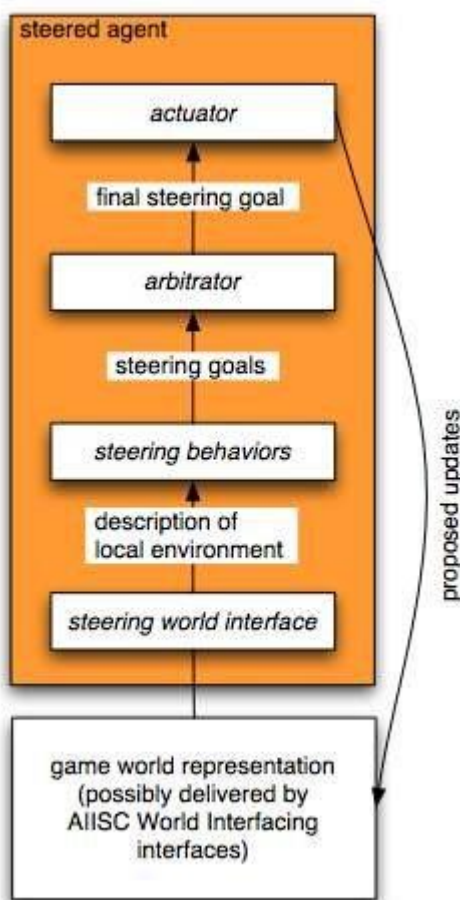 steered agent
actuator
final steering goal
arbitrator
steering goals
steering behaviors
description of
local environment
steering world interface
proposed updates
game world representation
(possibly delivered by
AIISC World Interfacing
interfaces)